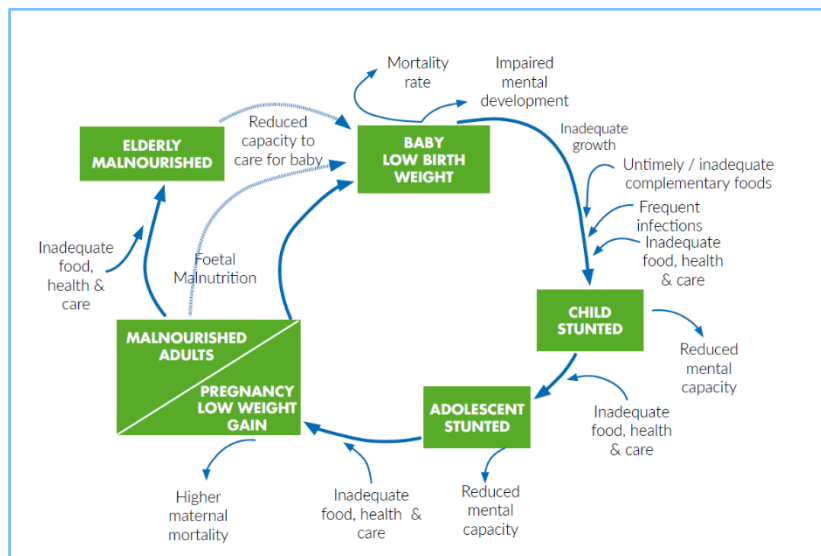 Mortality
rate
Impaired
mental
development
ELDERLY
MALNOURISHED
Reduced
capacity to
care for baby
BABY
LOW BIRTH
WEIGHT
Inadequate
growth
Untimely / inadequate
complementary foods
Frequent
infections
Inadequate
food, health
& care
Inadequate
food,
health &
care
Foetal
Malnutrition
CHILD
STUNTED
Reduced
mental
capacity
MALNOURISHED
ADULTS
PREGNANCY
LOW WEIGHT
GAIN
ADOLESCENT
STUNTED
Inadequate
food, health
& care
Higher
maternal
mortality
Inadequate
food, health & care
Reduced
mental
capacity